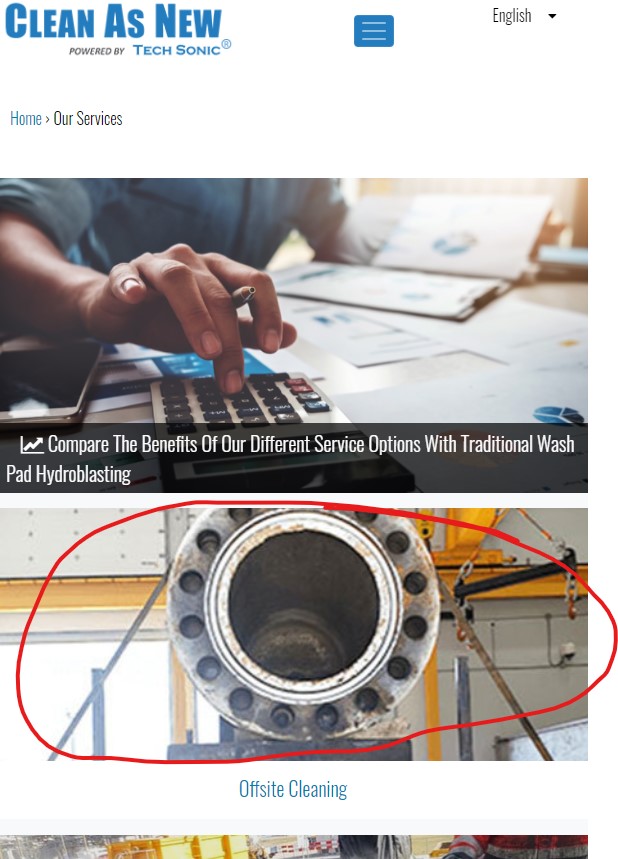 CLEAN AS NEW
POWERED BY TECH SONIC®
English
Home › Our Services
Compare The Benefits Of Our Different Service Options With Traditional Wash
Pad Hydroblasting
Offsite Cleaning